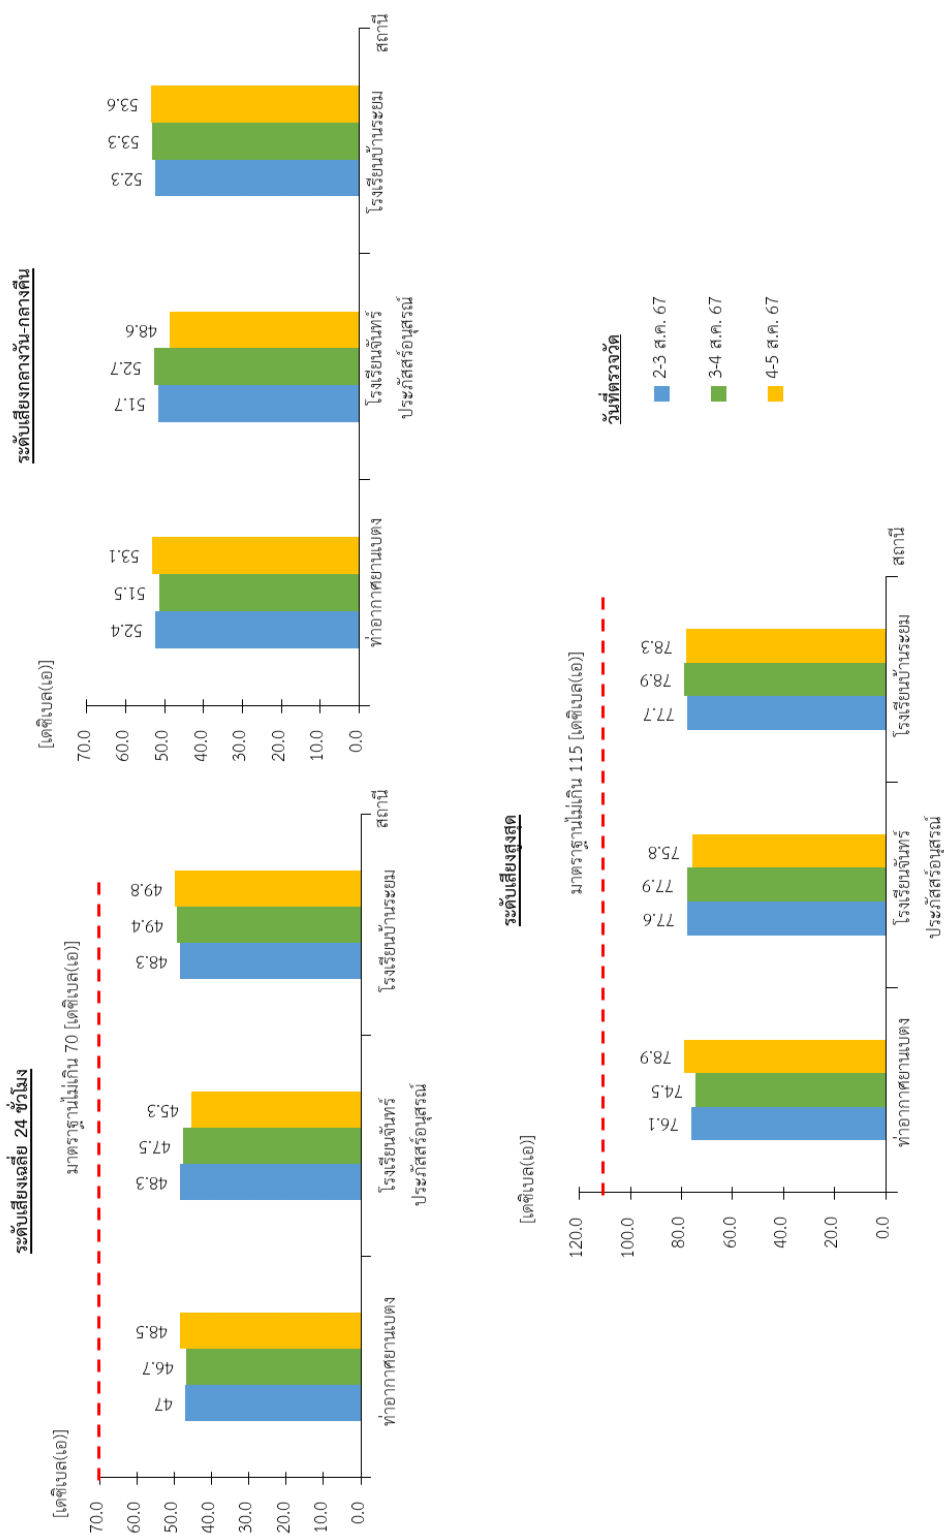 ระดับเสียงเฉลี่ย 24 ชั่วโมง
[เดซิเบล(เอ)]
มาตราฐานไม่เกิน 70 [เดซิเบล(เอ)]
70.0
60.0
50.0
40.0
30.0
20.0
10.0
0.0
47
46.7
48.5
48.3
47.5
45.3
48.3
49.4
49.8
ท่าอากาศยานเบตง
โรงเรียนจันทร์
ประภัสสร์อนุสรณ์
โรงเรียนบ้านระยม
สถานี
ระดับเสียงกลางวัน-กลางคืน
[เดซิเบล(เอ)]
70.0
60.0
50.0
40.0
30.0
20.0
10.0
0.0
52.4
51.5
53.1
51.7
52.7
48.6
52.3
53.3
53.6
ท่าอากาศยานเบตง
โรงเรียนจันทร์
ประภัสสร์อนุสรณ์
โรงเรียนบ้านระยม
สถานี
ระดับเสียงสูงสุด
[เดซิเบล(เอ)]
มาตราฐานไม่เกิน 115 [เดซิเบล(เอ)]
120.0
100.0
80.0
60.0
40.0
20.0
0.0
76.1
74.5
78.9
77.6
77.9
75.8
77.7
78.9
78.3
ท่าอากาศยานเบตง
โรงเรียนจันทร์
ประภัสสร์อนุสรณ์
โรงเรียนบ้านระยม
สถานี
วันที่ตรวจวัด
2-3 ส.ค. 67
3-4 ส.ค. 67
4-5 ส.ค. 67